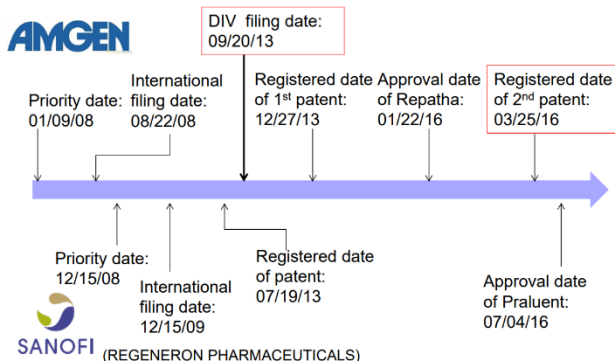 AMGEN
DIV filing date:
09/20/13
Priority date:
01/09/08
International
filing date:
08/22/08
Registered date
of 1st patent:
12/27/13
Approval date
of Repatha:
01/22/16
Registered date
of 2nd patent:
03/25/16
Priority date:
12/15/08
International
filing date:
12/15/09
Registered date
of patent:
07/19/13
Approval date
of Praluent:
07/04/16
SANOFI (REGENERON PHARMACEUTICALS)